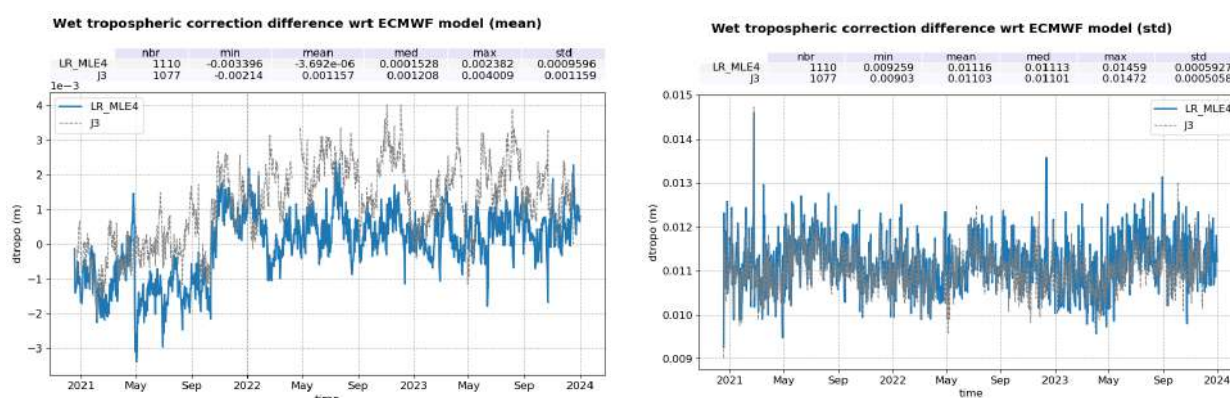 Wet tropospheric correction difference wrt ECMWF model (mean)
nbr min mean med max std
LR_MLE4 1110 -0.003396 -3.692e-06 0.0001528 0.002382 0.0009596
J3 1077 -0.00214 0.001157 0.001208 0.004009 0.001159
1e-3
LR_MLE4
J3
4
3
2
1
0
-1
-2
-3
dtropo (m)
2021 May Sep 2022 May Sep 2023 May Sep 2024
time
Wet tropospheric correction difference wrt ECMWF model (std)
nbr min mean med max std
LR_MLE4 1110 0.009259 0.01116 0.01113 0.01459 0.0005927
J3 1077 0.00903 0.01103 0.01101 0.01472 0.0005058
LR_MLE4
J3
0.015
0.014
0.013
0.012
0.011
0.010
0.009
dtropo (m)
2021 May Sep 2022 May Sep 2023 May Sep 2024
time